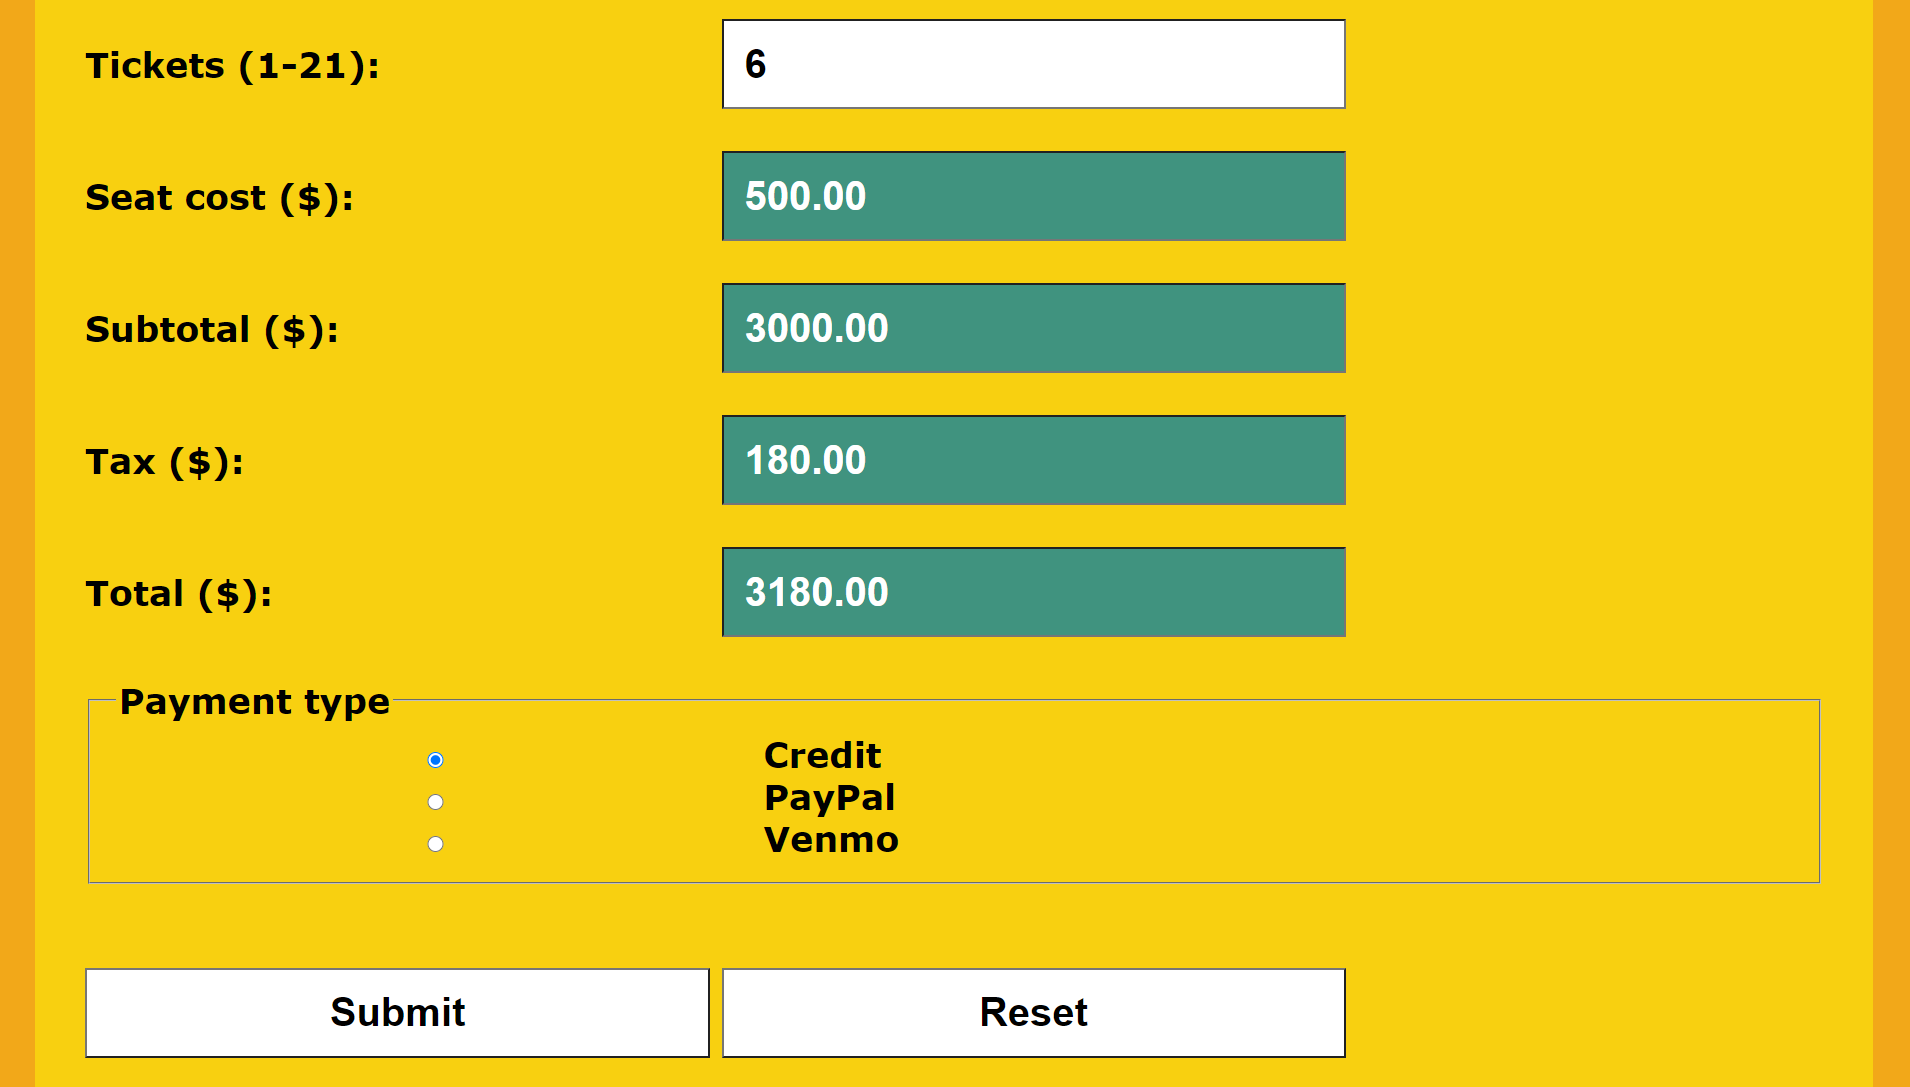 Tickets (1-21): 6
Seat cost ($): 500.00
Subtotal ($): 3000.00
Tax ($): 180.00
Total ($): 3180.00
Payment type
Credit
PayPal
Venmo
Submit Reset